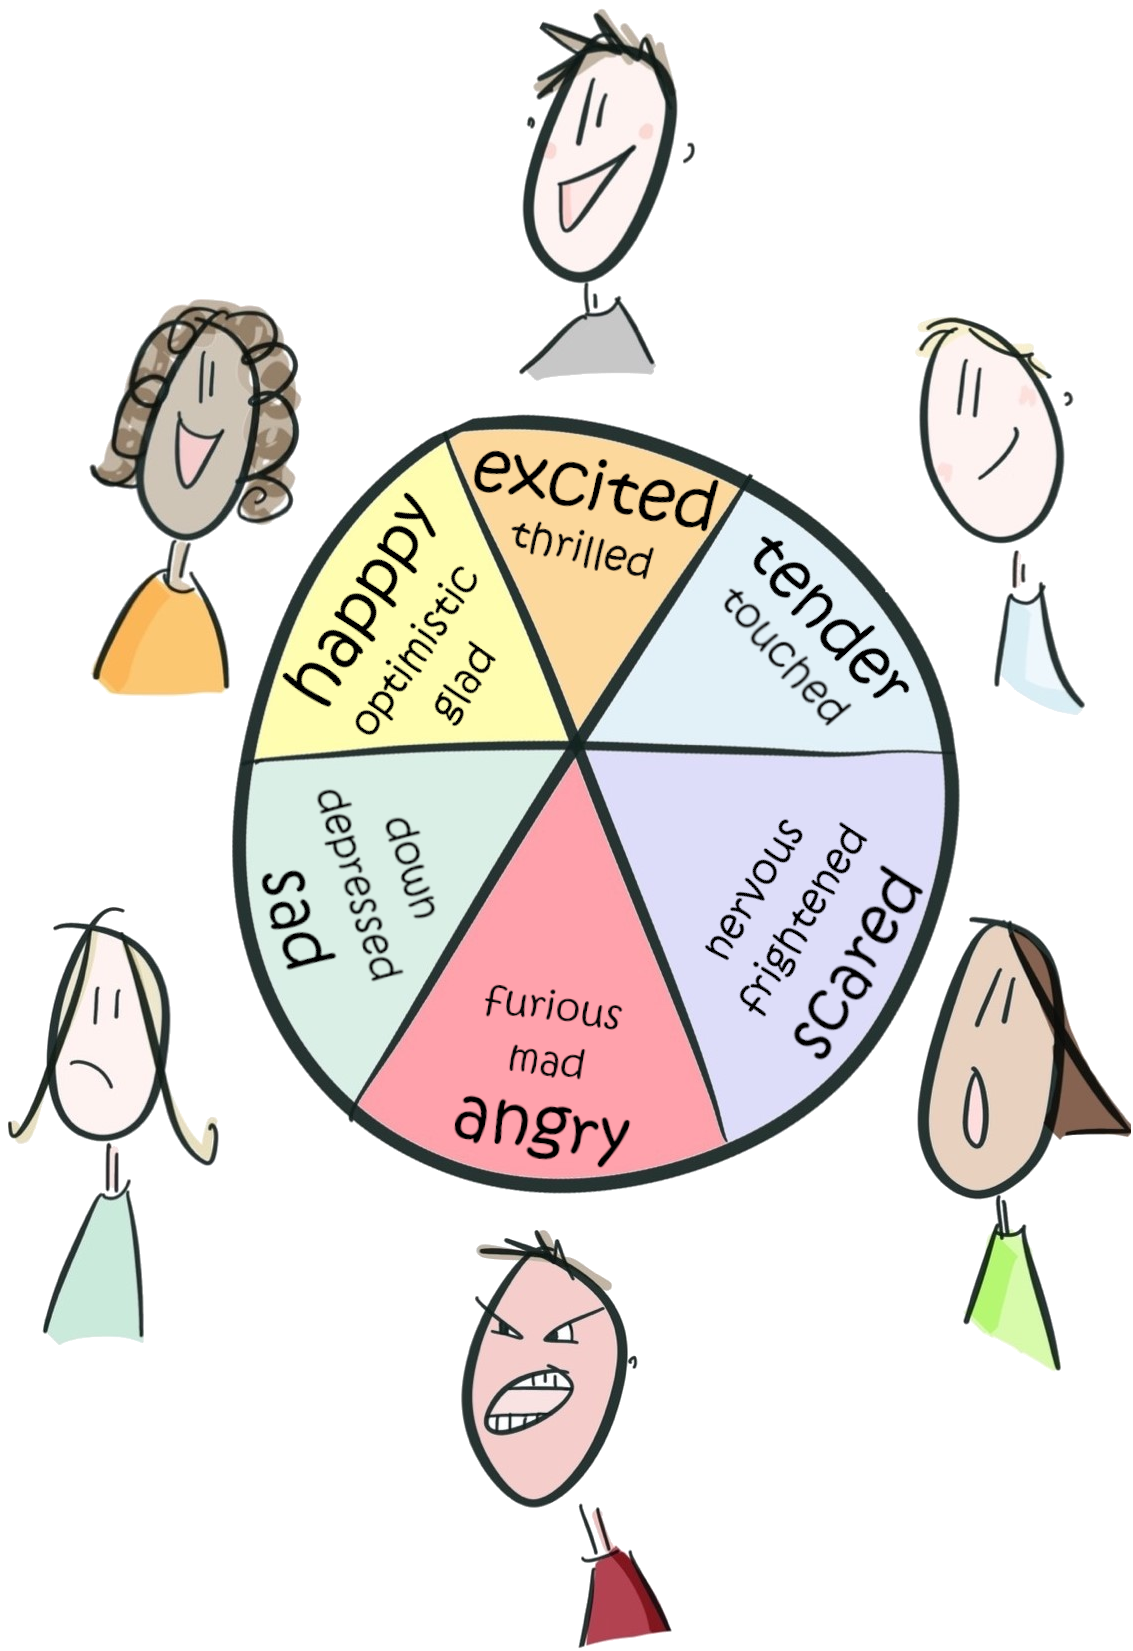 excited
thrilled
tender
touched
nervous
frightened
scared
furious
mad
angry
down
depressed
sad
happpy
optimistic
glad